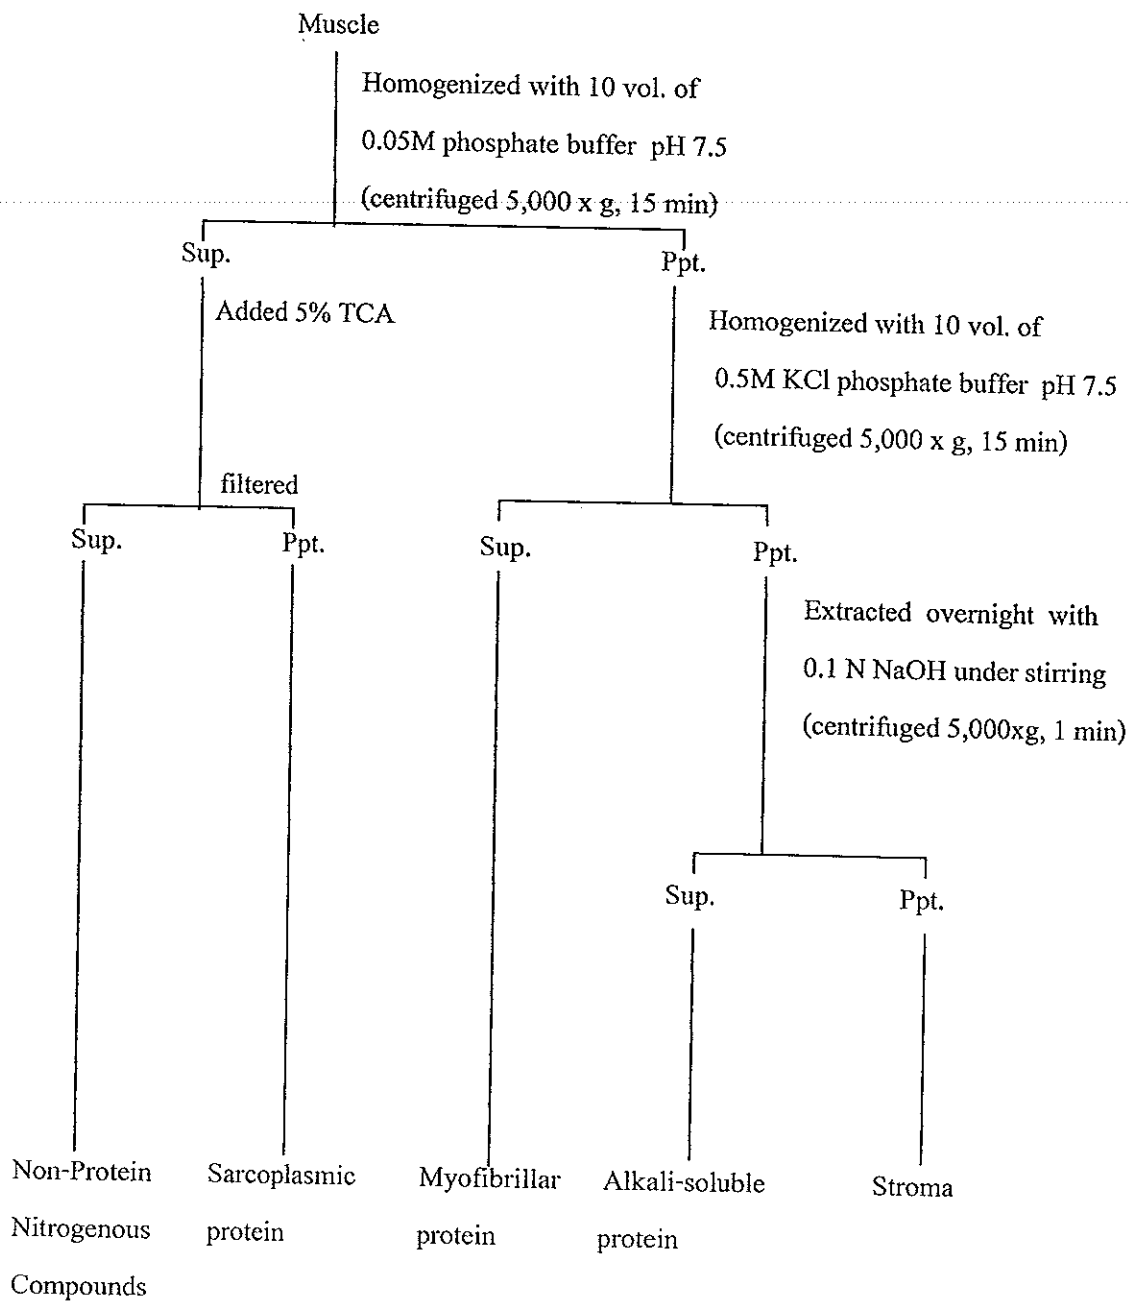 Muscle
Homogenized with 10 vol. of
0.05M phosphate buffer pH 7.5
(centrifuged 5,000 x g, 15 min)
Sup.
Ppt.
Added 5% TCA
Homogenized with 10 vol. of
0.5M KCl phosphate buffer pH 7.5
(centrifuged 5,000 x g, 15 min)
filtered
Sup.
Ppt.
Sup.
Ppt.
Extracted overnight with
0.1 N NaOH under stirring
(centrifuged 5,000xg, 1 min)
Sup.
Ppt.
Non-Protein
Nitrogenous
Compounds
Sarcoplasmic
protein
Myofibrillar
protein
Alkali-soluble
protein
Stroma